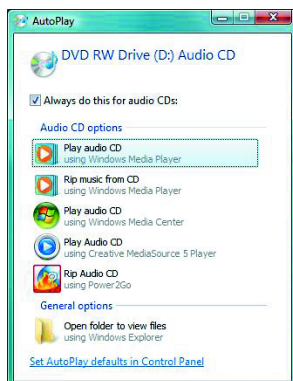 AutoPlay
DVD RW Drive (D:) Audio CD
Always do this for audio CDs:
Audio CD options
Play audio CD
using Windows Media Player
Rip music from CD
using Windows Media Player
Play audio CD
using Windows Media Center
Play Audio CD
using Creative MediaSource 5 Player
Rip Audio CD
using Power2Go
General options
Open folder to view files
using Windows Explorer
Set AutoPlay defaults in Control Panel